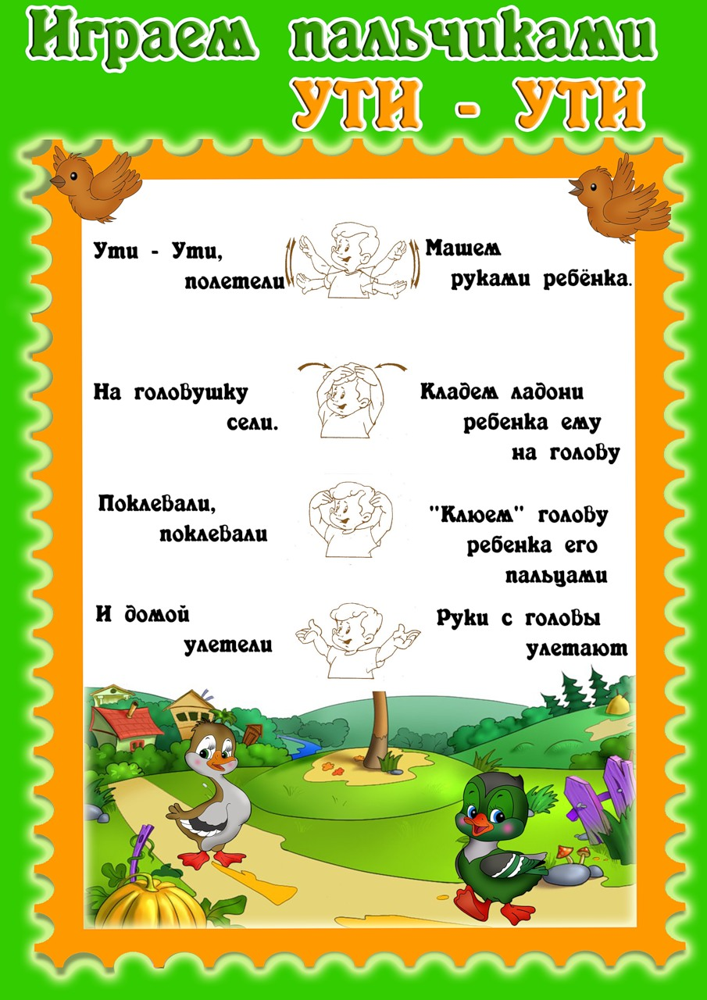 Играем пальчиками
УТИ - УТИ
Ути - Ути,
полетели
Машем
руками ребёнка.
На головушку
сели.
Кладем ладони
ребенка ему
на голову
Поклевали,
поклевали
"Клюем" голову
ребенка его
пальцами
И домой
улетели
Руки с головы
улетают